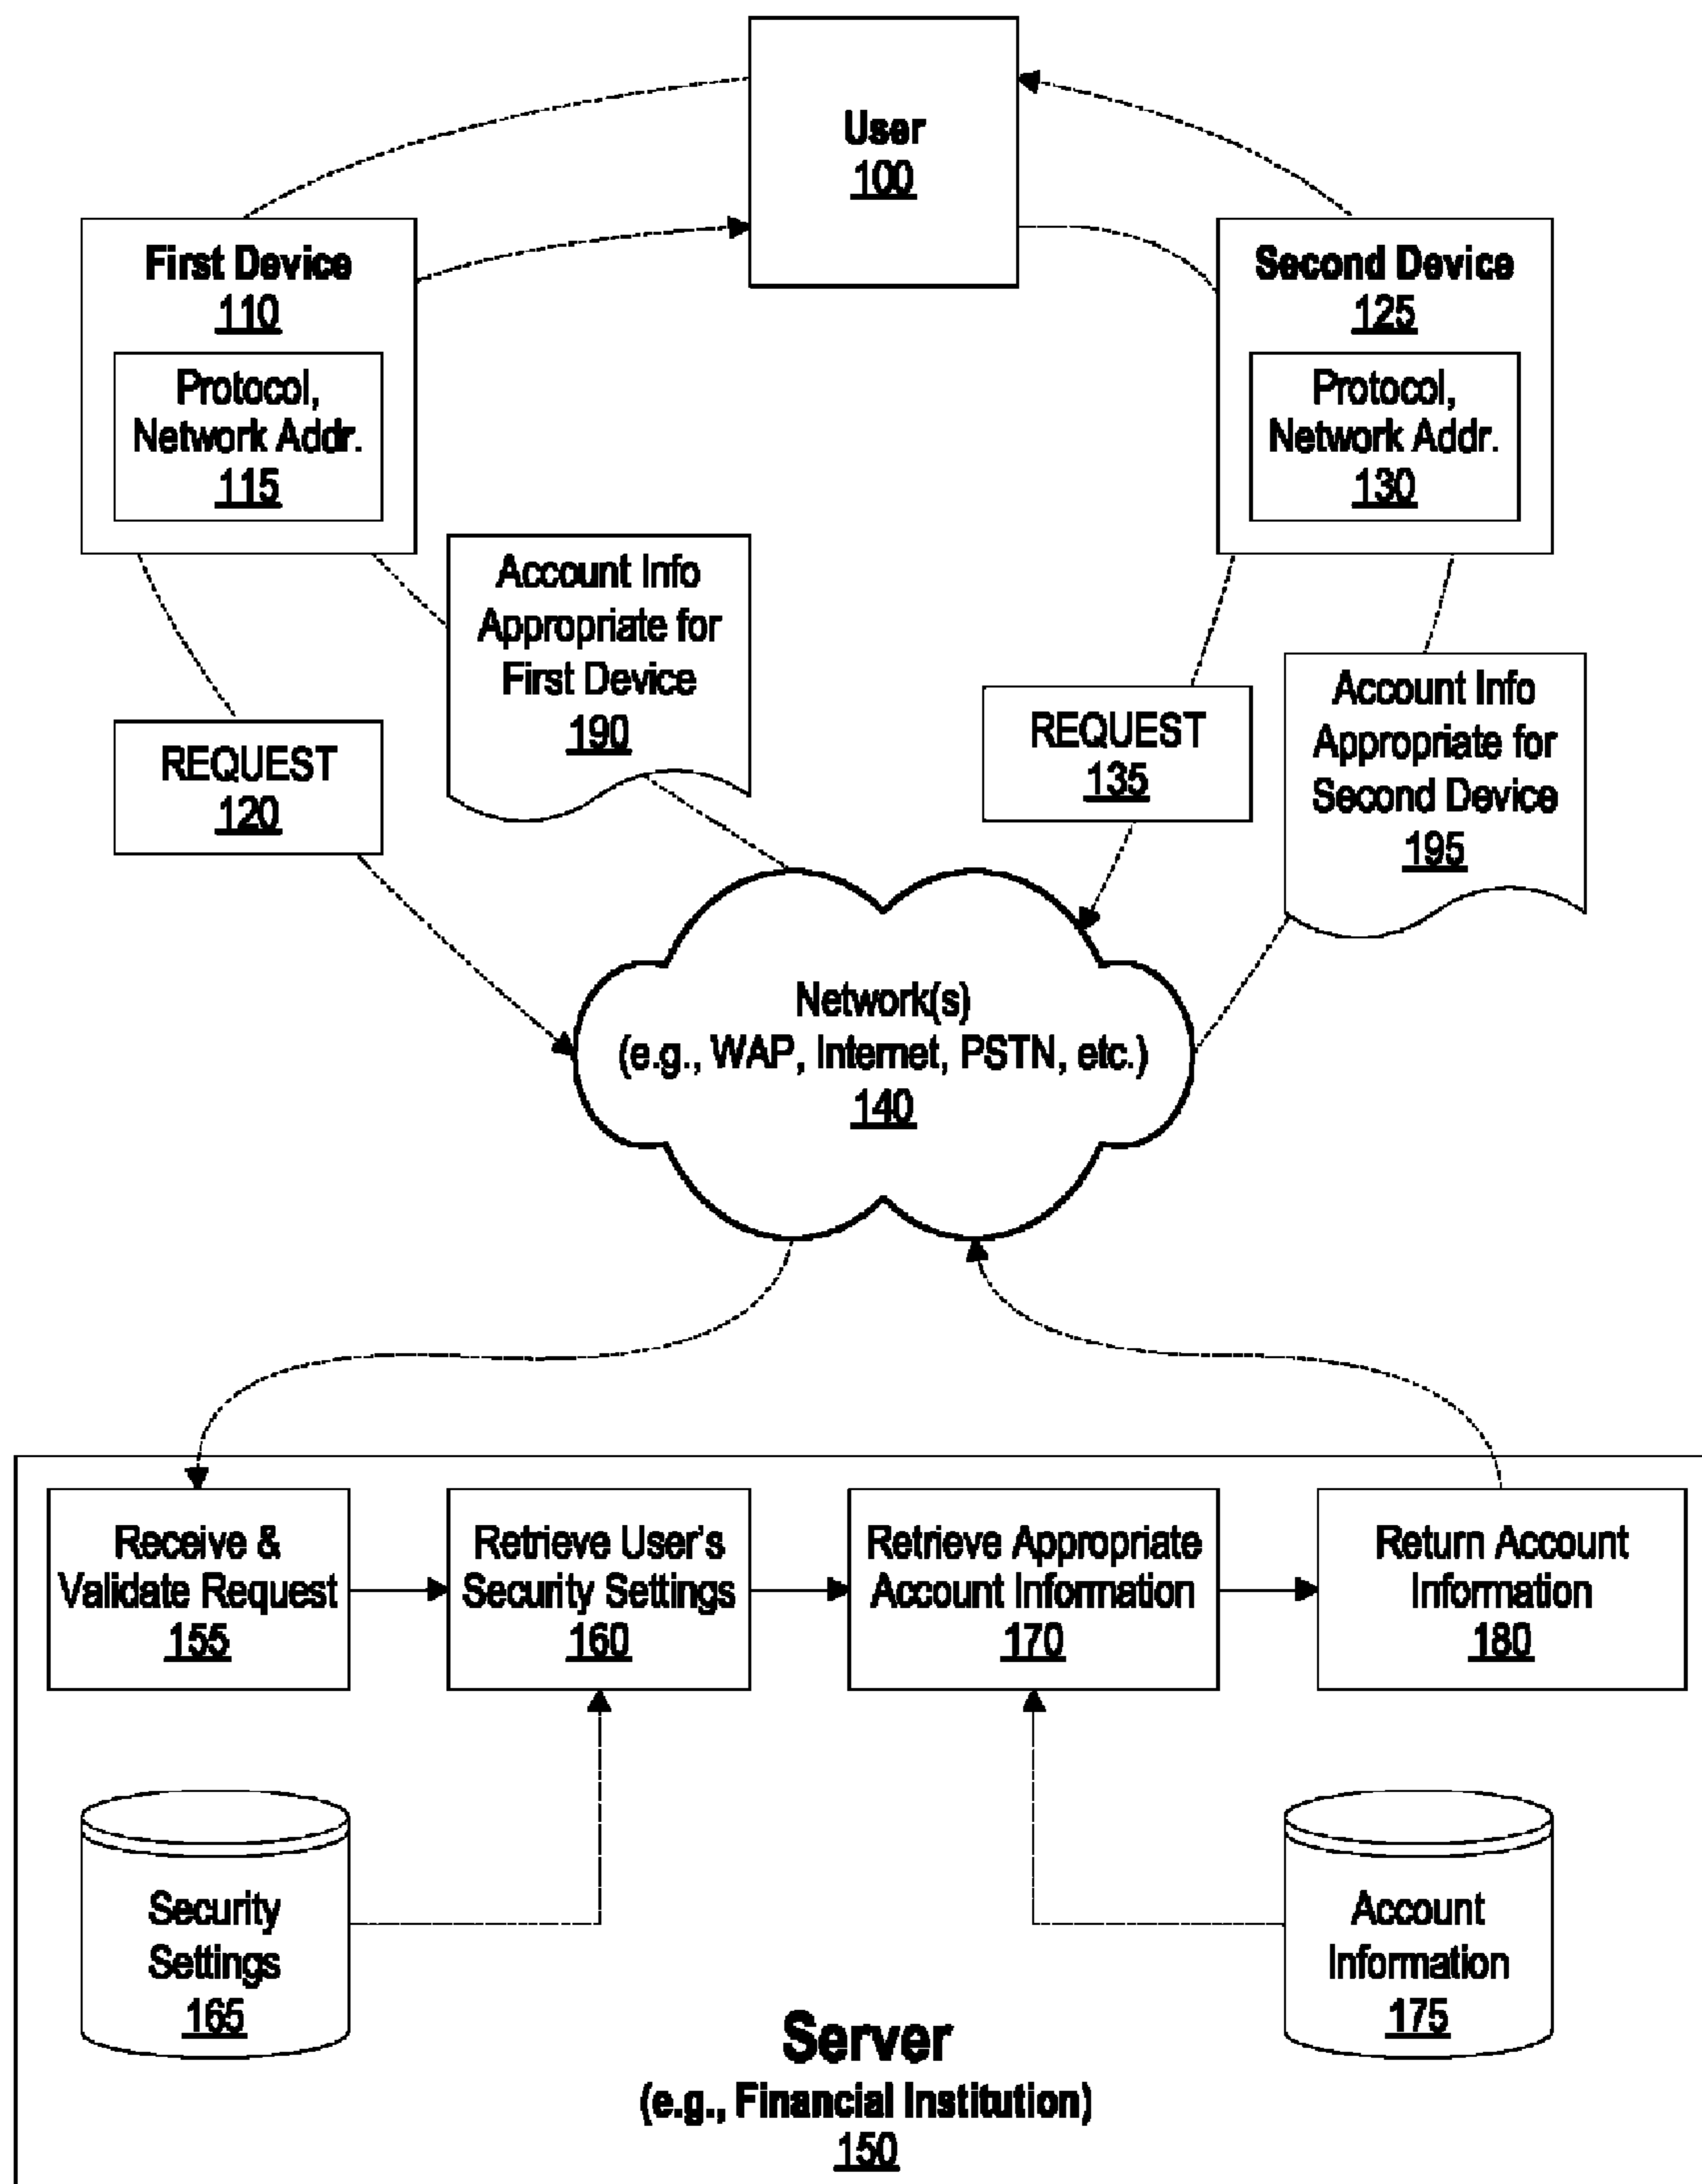 User
100
First Device
110
Protocol,
Network Addr.
115
Second Device
125
Protocol,
Network Addr.
130
Account Info
Appropriate for
First Device
190
REQUEST
120
REQUEST
135
Account Info
Appropriate for
Second Device
195
Network(s)
(e.g., WAP, Internet, PSTN, etc.)
140
Receive &
Validate Request
155
Retrieve User's
Security Settings
160
Retrieve Appropriate
Account Information
170
Return Account
Information
180
Security
Settings
165
Account
Information
175
Server
(e.g., Financial Institution)
150